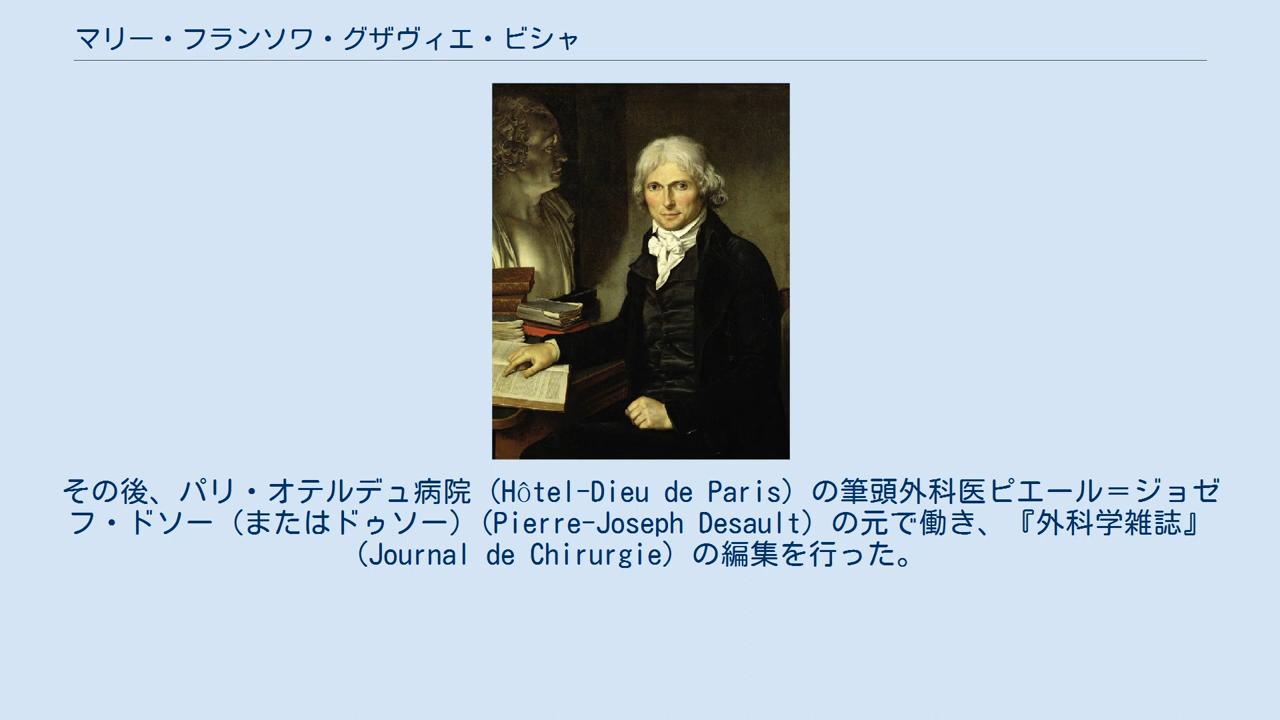 マリー・フランソワ・グザヴィエ・ビシャ
その後、パリ・オテルデュ病院（Hôtel-Dieu de Paris）の筆頭外科医ピエール＝ジョゼ
フ・ドソー（またはドゥソー）（Pierre-Joseph Desault）の元で働き、『外科学雑誌』
（Journal de Chirurgie）の編集を行った。